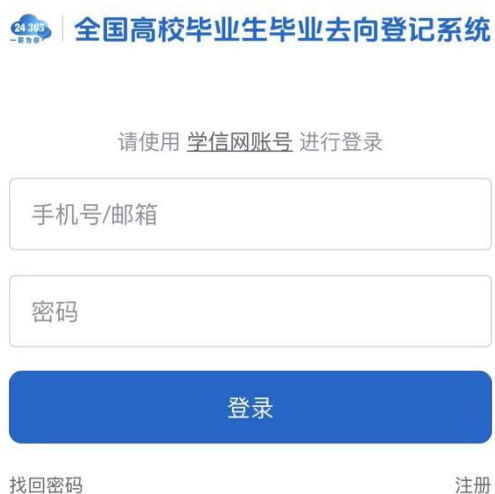 24 365
一职为你
全国高校毕业生毕业去向登记系统
请使用 学信网账号 进行登录
手机号/邮箱
密码
登录
找回密码 注册